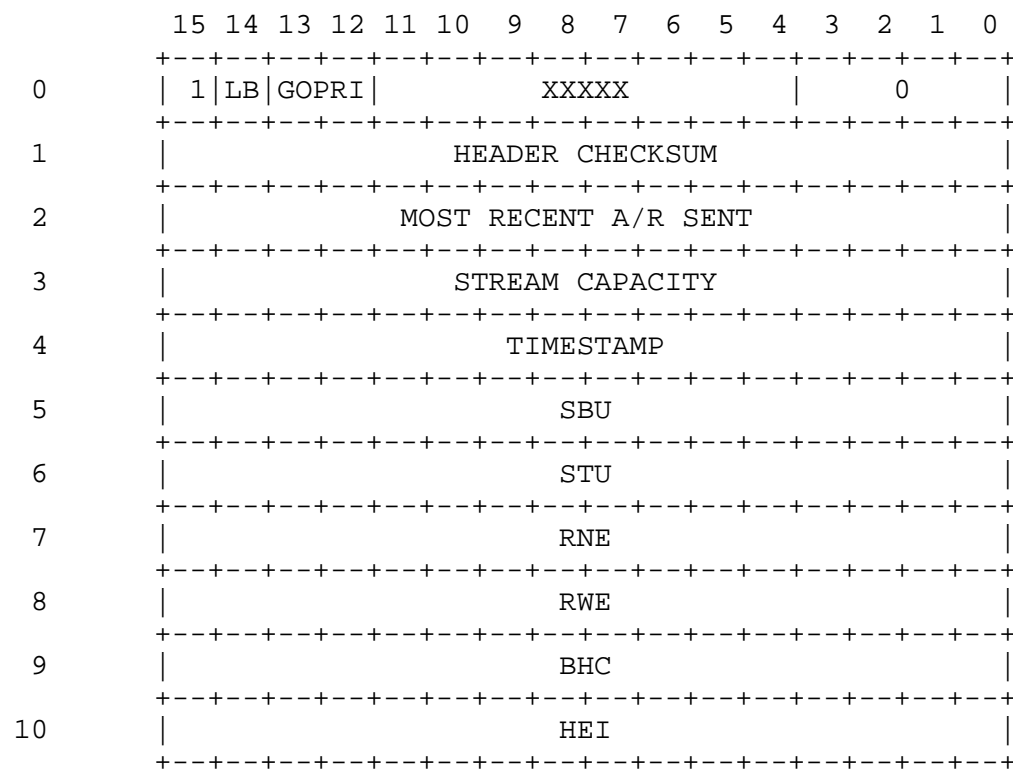 15 14 13 12 11 10  9  8  7  6  5  4  3  2  1  0
              +--+--+--+--+--+--+--+--+--+--+--+--+--+--+--+--+
      0       | 1|LB|GOPRI|         XXXXX         |     0     |
              +--+--+--+--+--+--+--+--+--+--+--+--+--+--+--+--+
      1       |                HEADER CHECKSUM                |
              +--+--+--+--+--+--+--+--+--+--+--+--+--+--+--+--+
      2       |             MOST RECENT A/R SENT              |
              +--+--+--+--+--+--+--+--+--+--+--+--+--+--+--+--+
      3       |                STREAM CAPACITY                |
              +--+--+--+--+--+--+--+--+--+--+--+--+--+--+--+--+
      4       |                   TIMESTAMP                   |
              +--+--+--+--+--+--+--+--+--+--+--+--+--+--+--+--+
      5       |                      SBU                      |
              +--+--+--+--+--+--+--+--+--+--+--+--+--+--+--+--+
      6       |                      STU                      |
              +--+--+--+--+--+--+--+--+--+--+--+--+--+--+--+--+
      7       |                      RNE                      |
              +--+--+--+--+--+--+--+--+--+--+--+--+--+--+--+--+
      8       |                      RWE                      |
              +--+--+--+--+--+--+--+--+--+--+--+--+--+--+--+--+
      9       |                      BHC                      |
              +--+--+--+--+--+--+--+--+--+--+--+--+--+--+--+--+
     10       |                      HEI                      |
              +--+--+--+--+--+--+--+--+--+--+--+--+--+--+--+--+